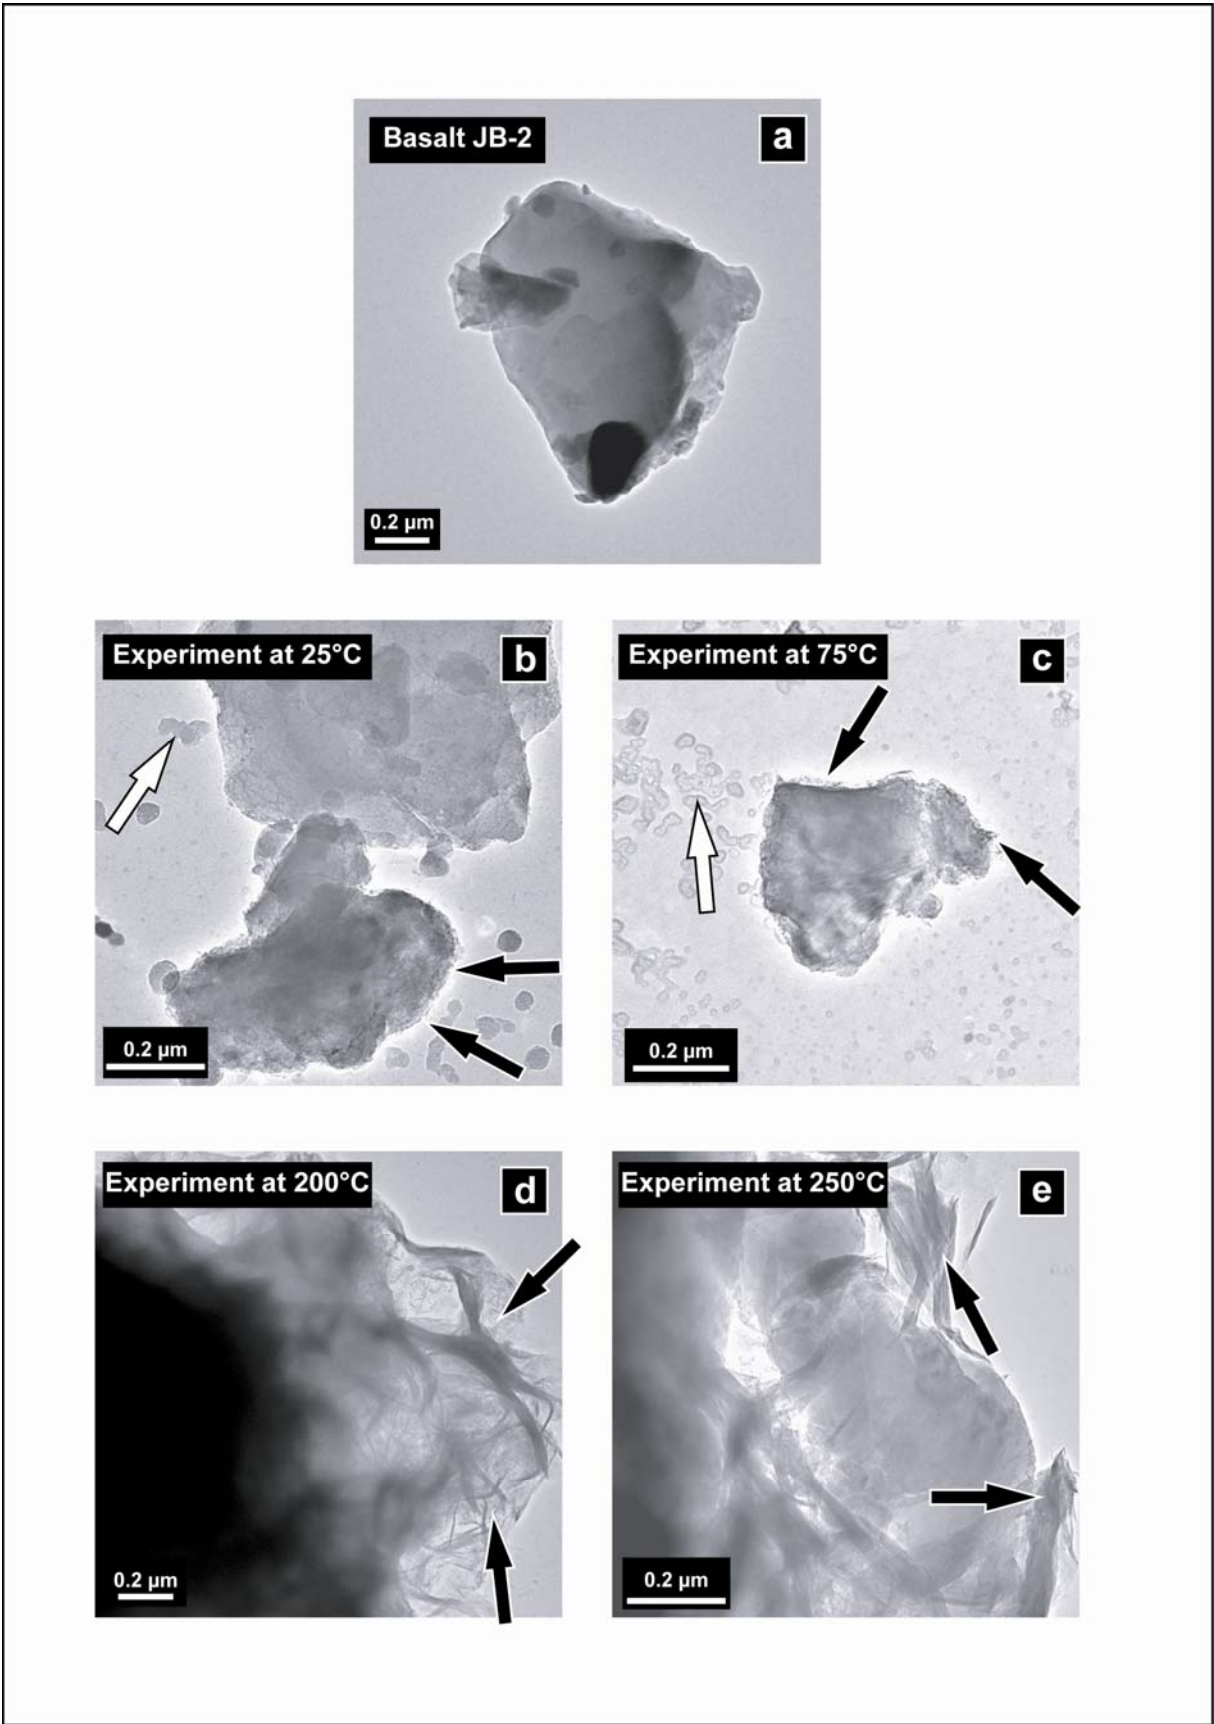 Basalt JB-2
a
0.2 µm
Experiment at 25°C
b
0.2 µm
Experiment at 75°C
c
0.2 µm
Experiment at 200°C
d
0.2 µm
Experiment at 250°C
e
0.2 µm